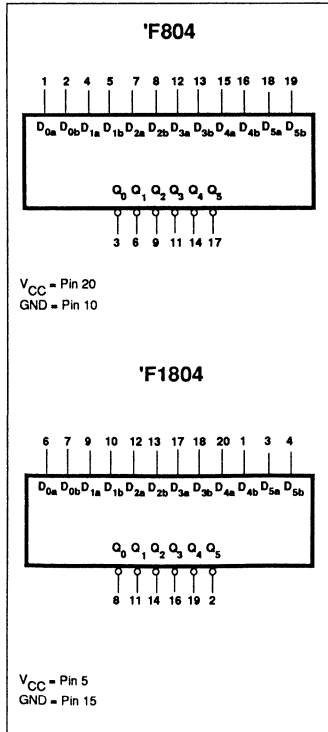 'F804
1 2 4 5 7 8 12 13 15 16 18 19
D0a D0b D1a D1b D2a D2b D3a D3b D4a D4b D5a D5b
Q0 Q1 Q2 Q3 Q4 Q5
3 6 9 11 14 17
VCC = Pin 20
GND = Pin 10
'F1804
6 7 9 10 12 13 17 18 20 1 3 4
D0a D0b D1a D1b D2a D2b D3a D3b D4a D4b D5a D5b
Q0 Q1 Q2 Q3 Q4 Q5
8 11 14 16 19 2
VCC = Pin 5
GND = Pin 15